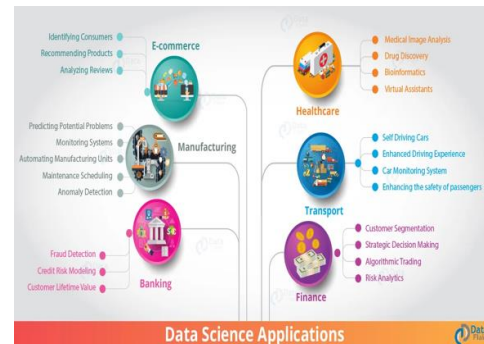 Identifying Consumers
Recommending Products
Analyzing Reviews
E-commerce
Predicting Potential Problems
Monitoring Systems
Automating Manufacturing Units
Maintenance Scheduling
Anomaly Detection
Manufacturing
Fraud Detection
Credit Risk Modeling
Customer Lifetime Value
Banking
Medical Image Analysis
Drug Discovery
Bioinformatics
Virtual Assistants
Healthcare
Self Driving Cars
Enhanced Driving Experience
Car Monitoring System
Enhancing the safety of passengers
Transport
Customer Segmentation
Strategic Decision Making
Algorithmic Trading
Risk Analytics
Finance
Data Science Applications